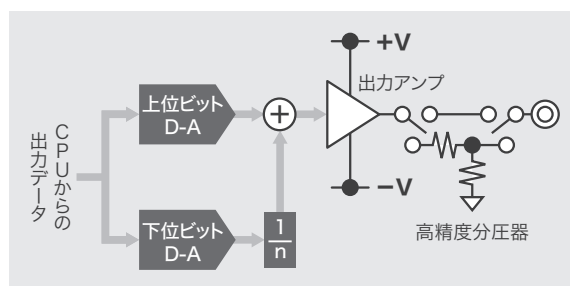 CPUからの
出力データ
上位ビット
D-A
下位ビット
D-A
1
n
+
+V
出力アンプ
−V
高精度分圧器